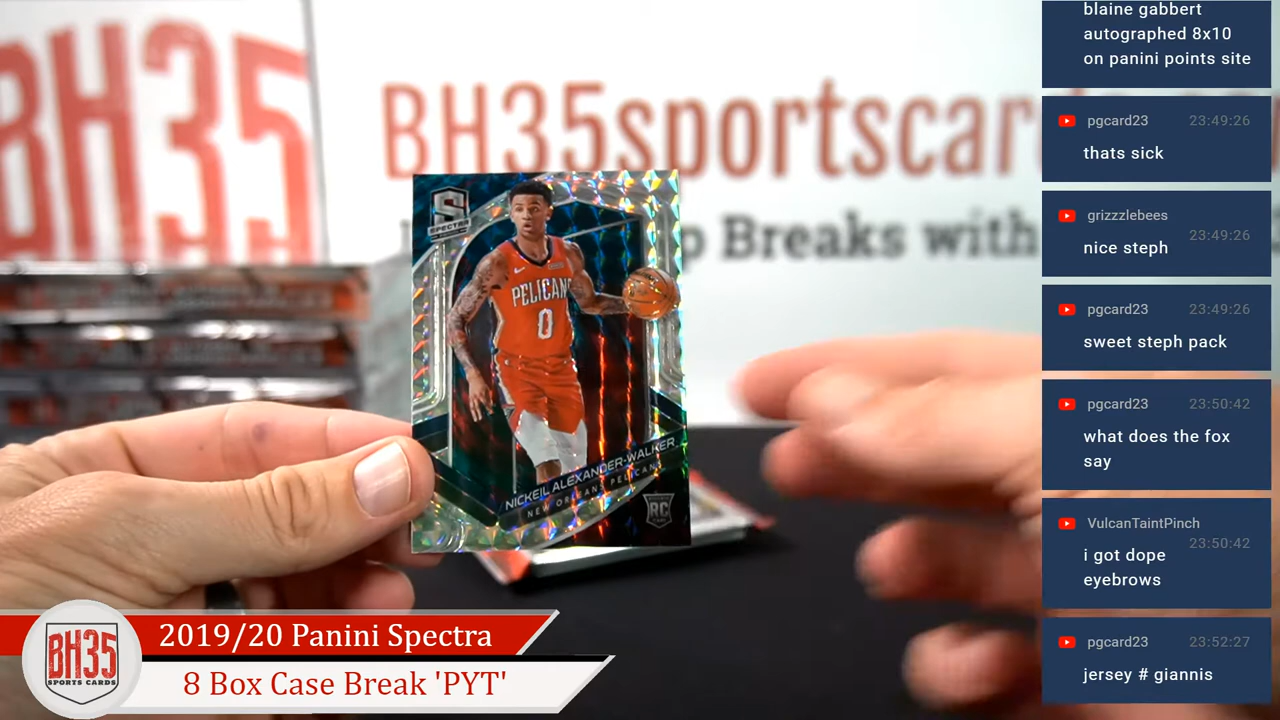 BH35
BH35sportscar
p Breaks with
SPECTRA
PELICANS
0
NICKEIL ALEXANDER-WALKER
NEW ORLEANS PELICANS
RC
BH35
SPORTS CARDS
2019/20 Panini Spectra
8 Box Case Break 'PYT'
blaine gabbert
autographed 8x10
on panini points site
pgcard23 23:49:26
thats sick
grizzzlebees 23:49:26
nice steph
pgcard23 23:49:26
sweet steph pack
pgcard23 23:50:42
what does the fox
say
VulcanTaintPinch 23:50:42
i got dope
eyebrows
pgcard23 23:52:27
jersey # giannis